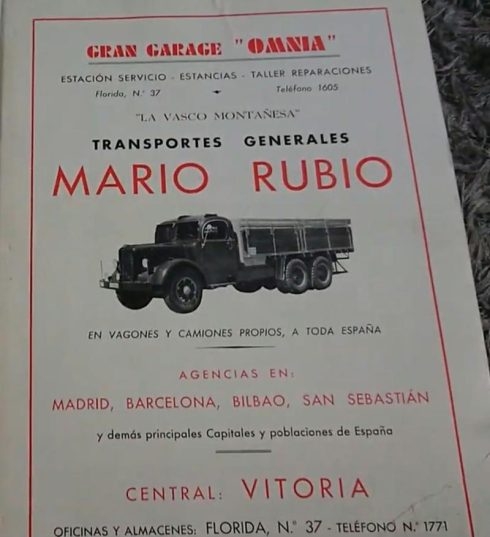 GRAN GARAGE "OMNIA"
ESTACIÓN SERVICIO - ESTANCIAS - TALLER REPARACIONES
Florida, N.º 37 Teléfono 1605
"LA VASCO MONTAÑESA"
TRANSPORTES GENERALES
MARIO RUBIO
EN VAGONES Y CAMIONES PROPIOS, A TODA ESPAÑA
AGENCIAS EN:
MADRID, BARCELONA, BILBAO, SAN SEBASTIÁN
y demás principales Capitales y poblaciones de España
CENTRAL: VITORIA
OFICINAS Y ALMACENES: FLORIDA, N.º 37 - TELÉFONO N.º 1771